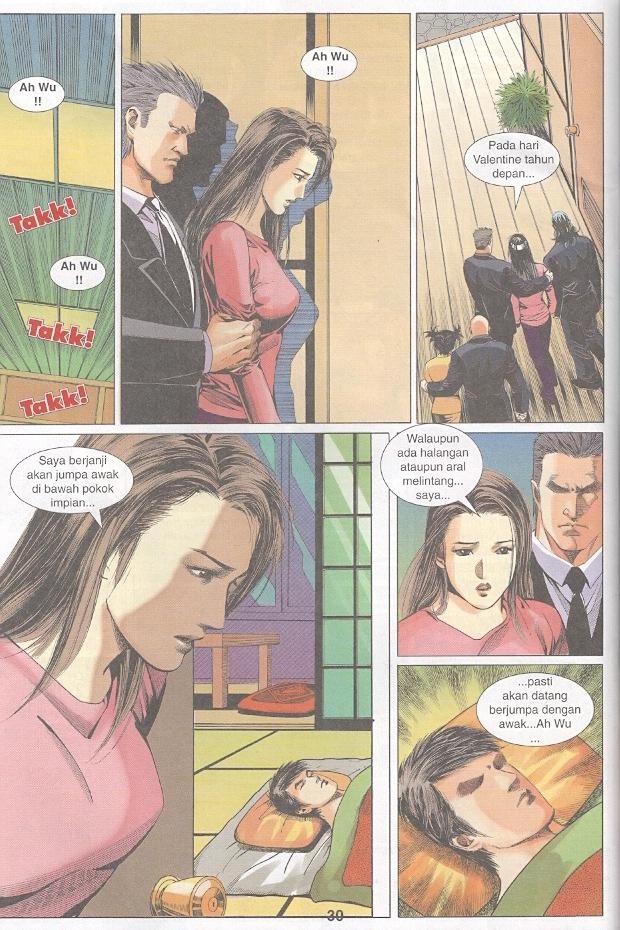 Ah Wu
!!
Takk!
Ah Wu
!!
Takk!
Takk!
Ah Wu
!!
Pada hari
Valentine tahun
depan...
Saya berjanji
akan jumpa awak
di bawah pokok
impian...
Walaupun
ada halangan
ataupun aral
melintang...
saya...
...pasti
akan datang
berjumpa dengan
awak...Ah Wu
...
30